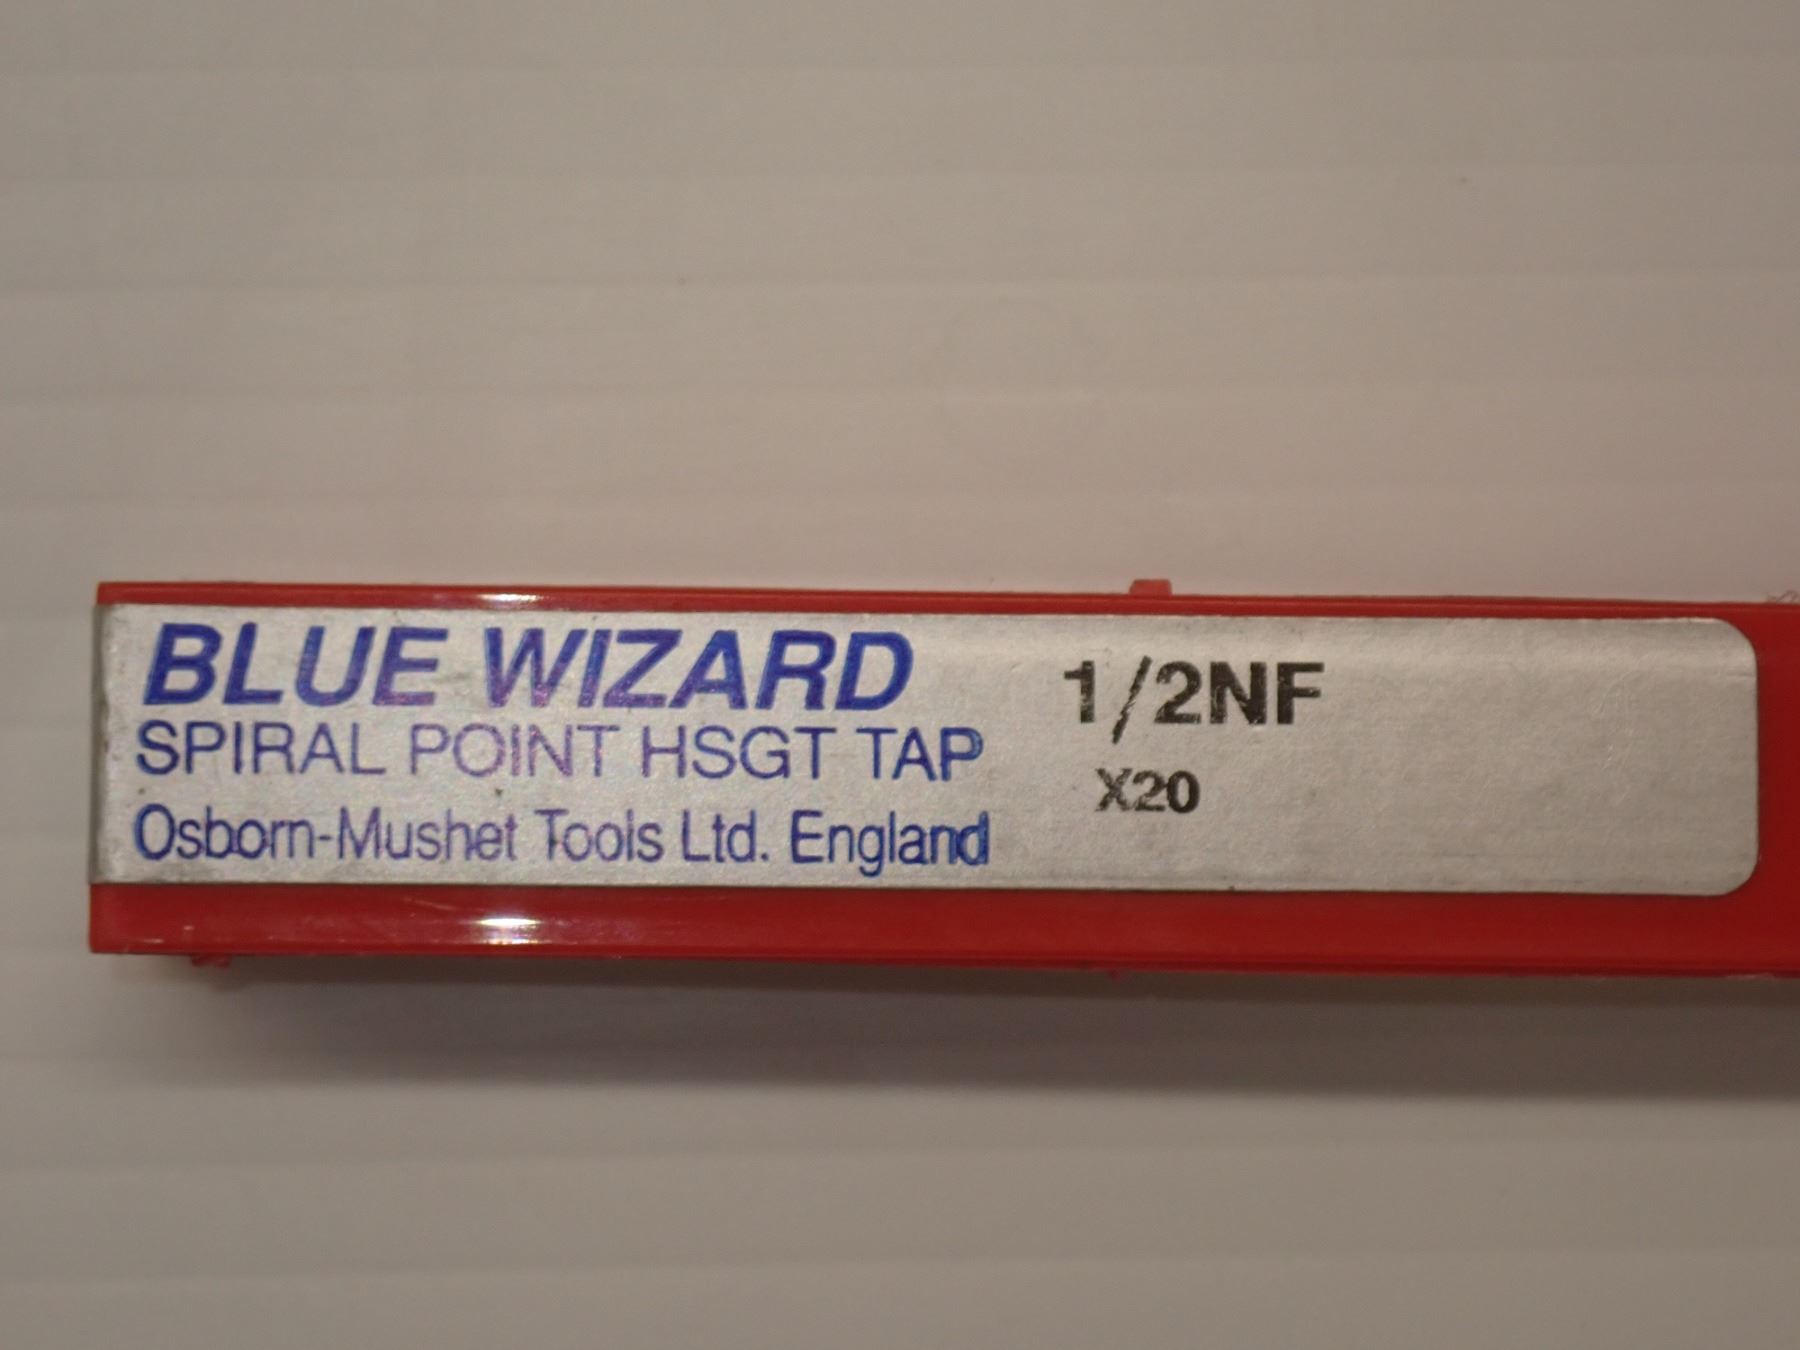 BLUE WIZARD
SPIRAL POINT HSGT TAP
Osborn-Mushet Tools Ltd. England
1/2NF
X20